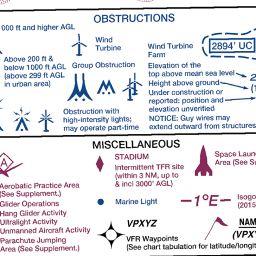 OBSTRUCTIONS
000 ft and higher AGL
Above 200 ft &
below 1000 ft AGL
(above 299 ft AGL
in urban area)
Wind
Turbine
Group Obstruction
Obstruction with
high-intensity lights;
may operate part-time
Wind Turbine
Farm
2894' UC
Elevation of the
top above mean sea level
Height above ground
Under construction or
reported: position and
elevation unverified
NOTICE: Guy wires may
extend outward from structures
MISCELLANEOUS
Aerobatic Practice Area
(See Supplement.)
Glider Operations
Hang Glider Activity
Ultralight Activity
Unmanned Aircraft Activity
Parachute Jumping
Area (See Supplement.)
STADIUM
Intermittent TFR site
(within 3 NM, up to
& incl 3000' AGL)
Marine Light
VPXYZ
VFR Waypoints
(See chart tabulation for latitude/longit
Space Laun
Area (See
1°E
Isogo
(2015
NAM
(VPX